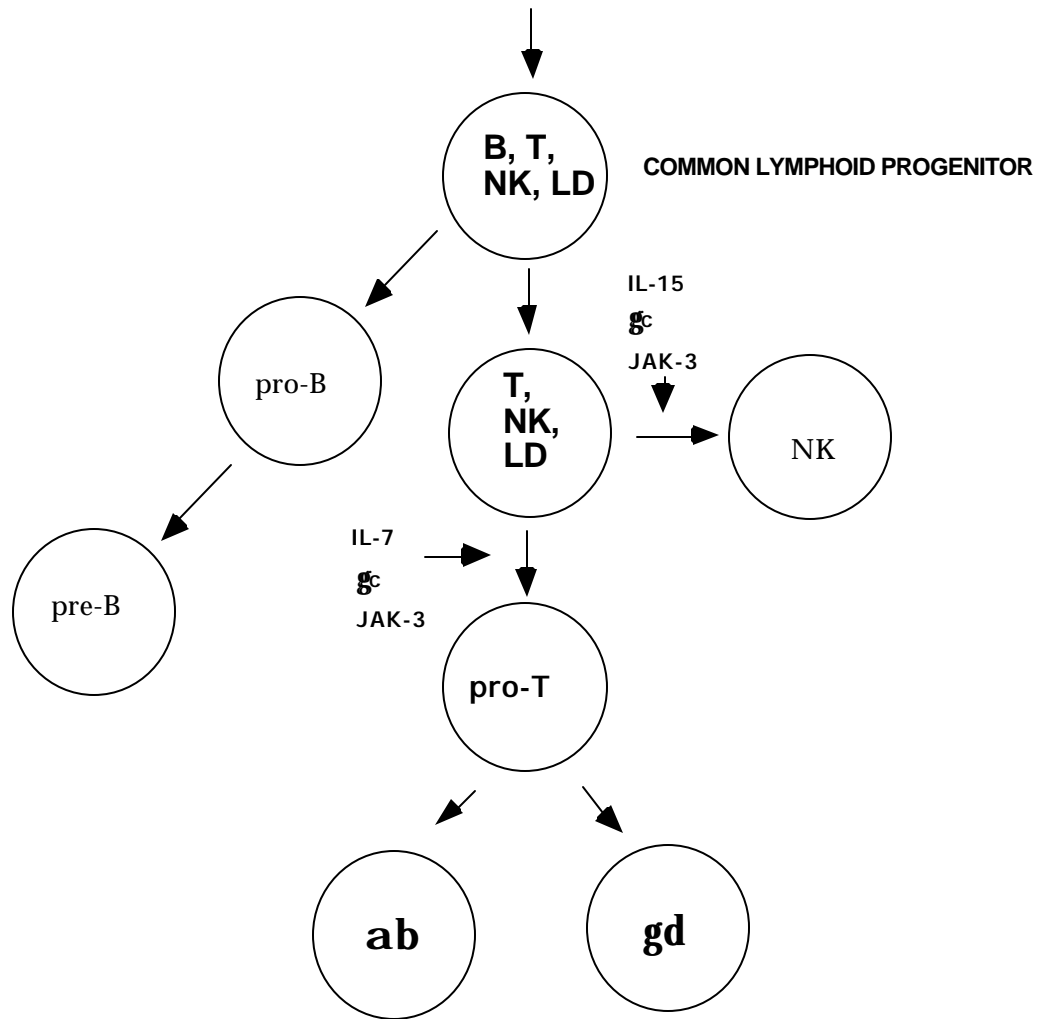 B, T,
NK, LD
COMMON LYMPHOID PROGENITOR
IL-15
gc
JAK-3
pro-B
T,
NK,
LD
NK
IL-7
gc
JAK-3
pre-B
pro-T
ab
gd